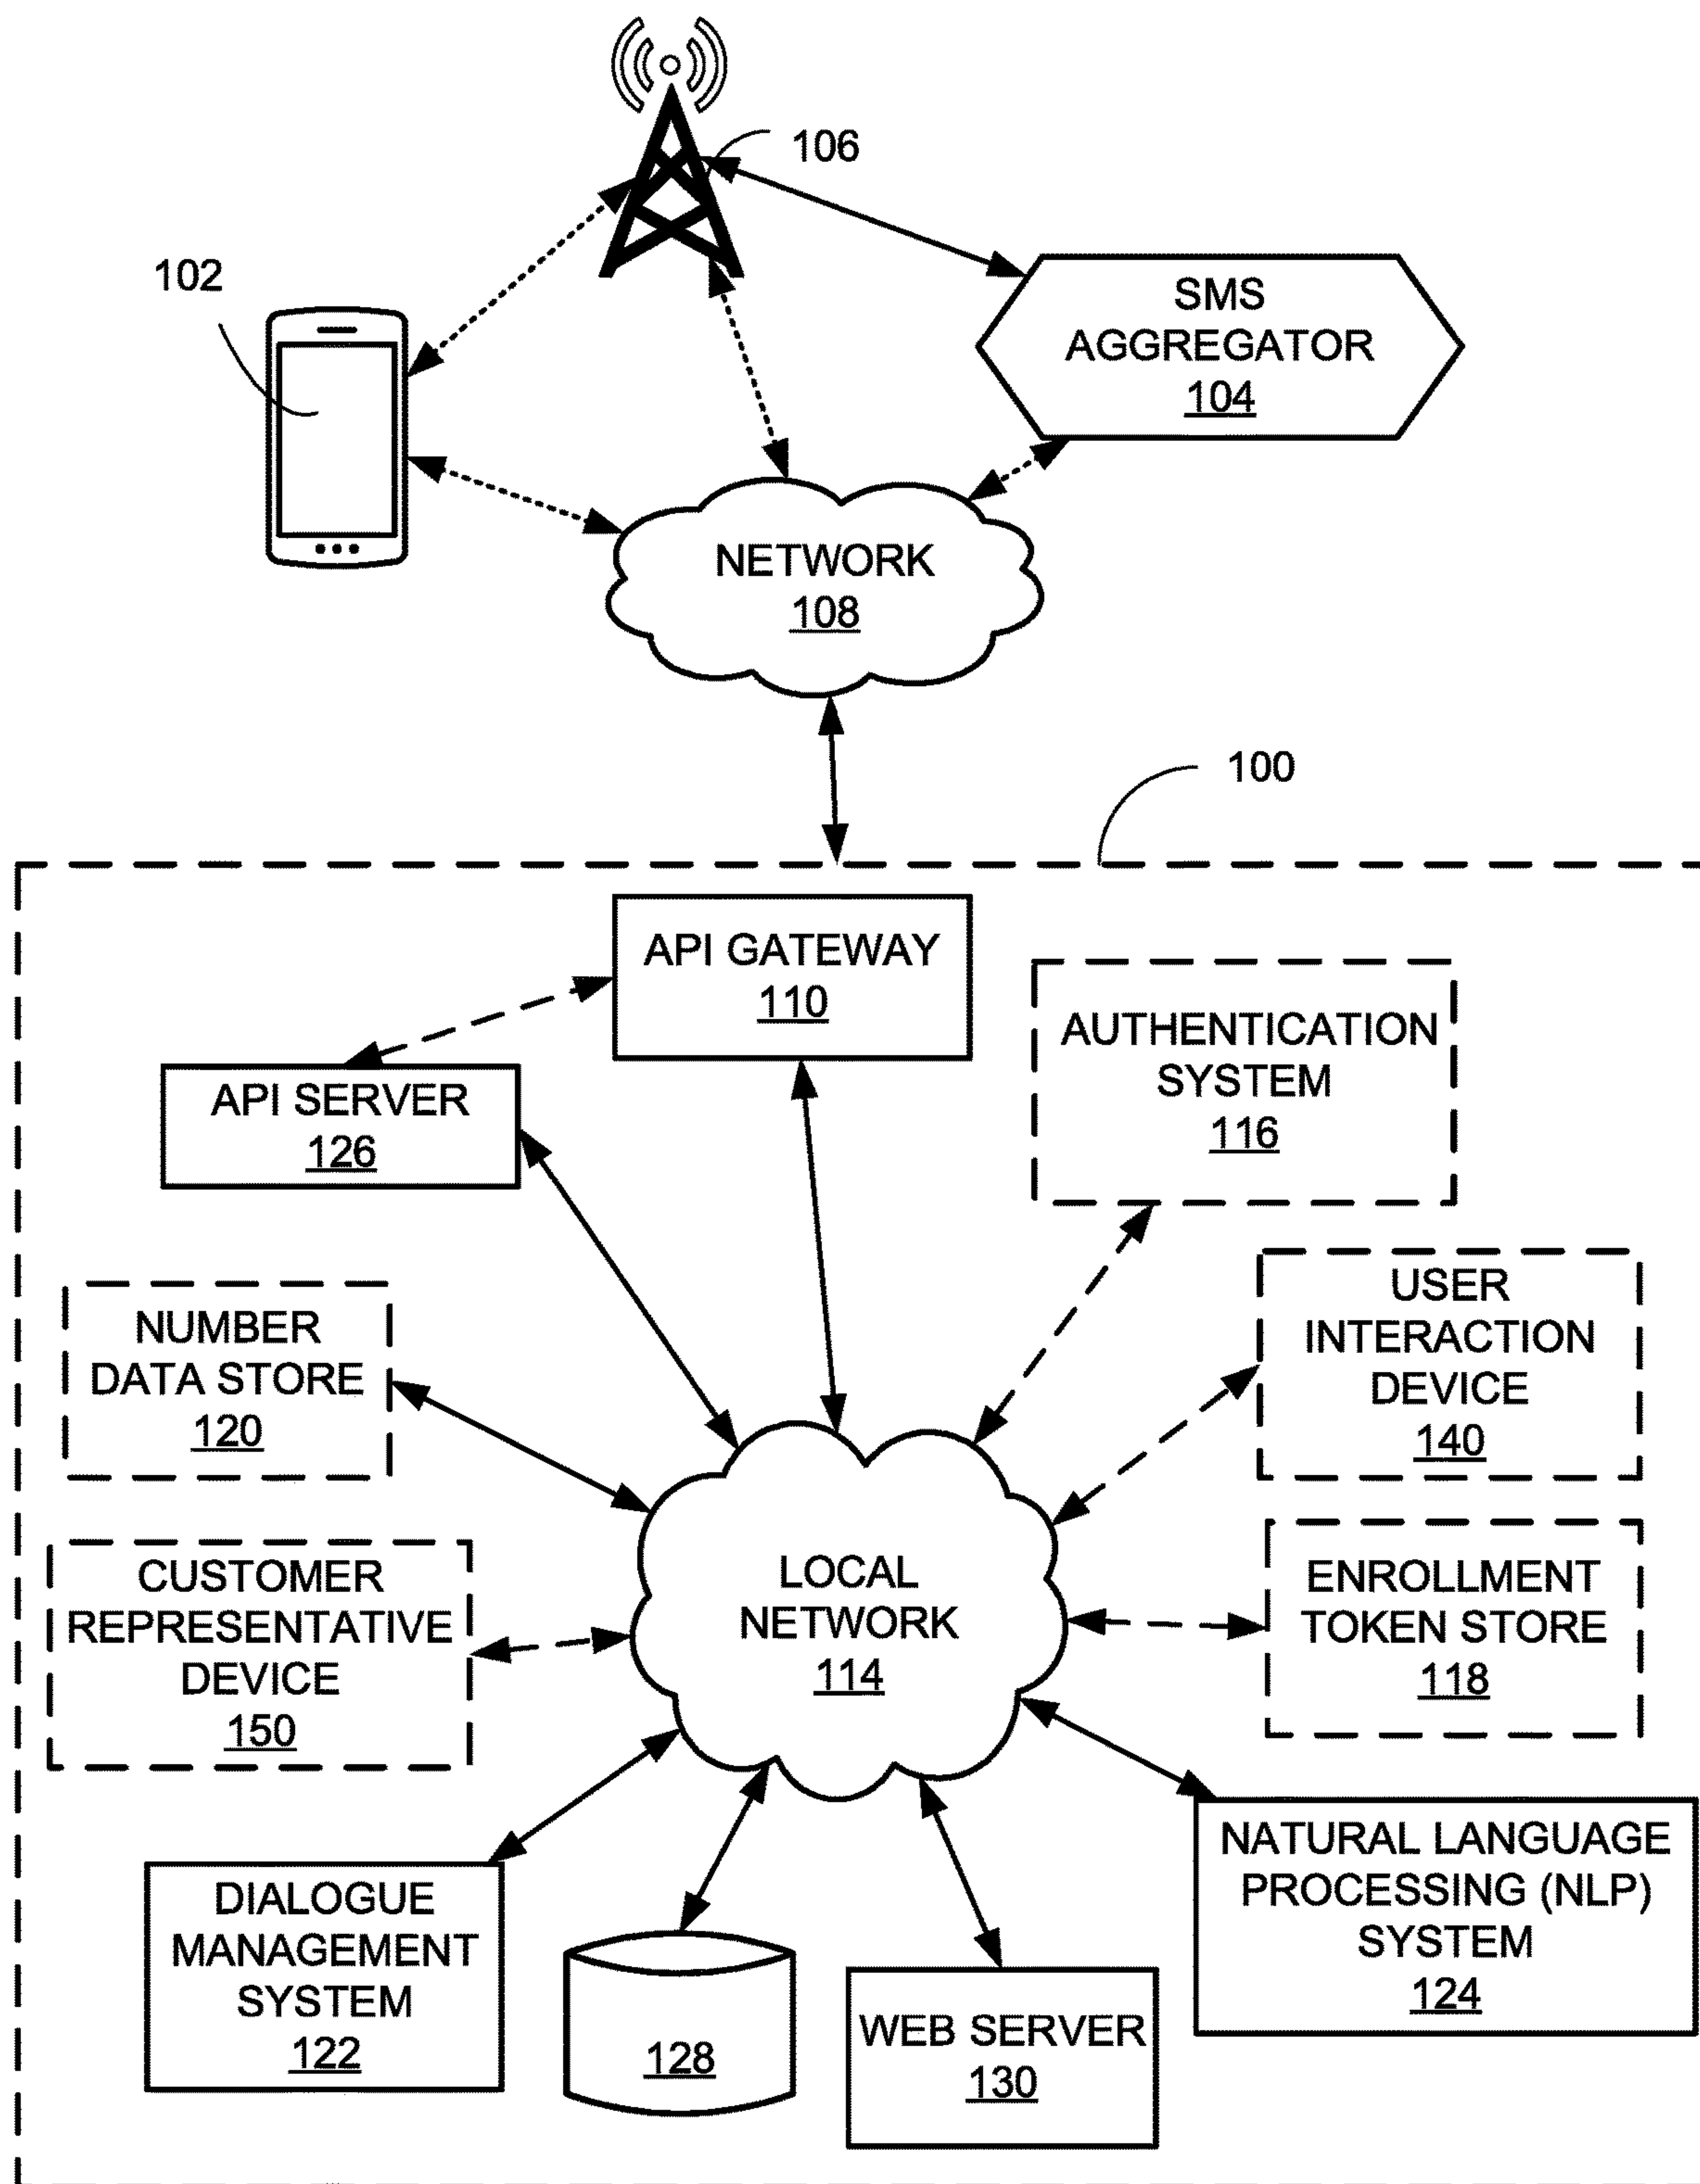 106
102
SMS
AGGREGATOR
104
NETWORK
108
100
API GATEWAY
110
AUTHENTICATION
SYSTEM
116
API SERVER
126
USER
INTERACTION
DEVICE
140
NUMBER
DATA STORE
120
LOCAL
NETWORK
114
ENROLLMENT
TOKEN STORE
118
CUSTOMER
REPRESENTATIVE
DEVICE
150
NATURAL LANGUAGE
PROCESSING (NLP)
SYSTEM
124
DIALOGUE
MANAGEMENT
SYSTEM
122
128
WEB SERVER
130